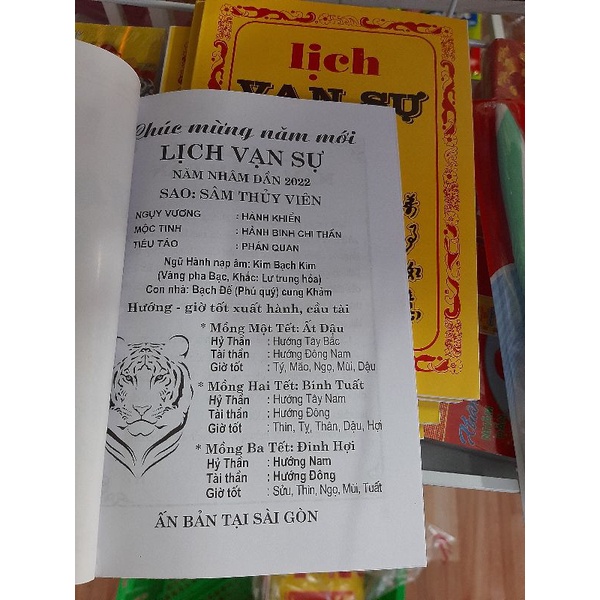 lịch
VẠN SỰ
Chúc mừng năm mới
LỊCH VẠN SỰ
NĂM NHÂM DẦN 2022
SAO: SÂM THỦY VIÊN
NGỤY VƯƠNG : HÀNH KHIỂN
MỘC TINH : HÀNH BINH CHI THẦN
TIÊU TÀO : PHÁN QUAN
Ngũ Hành nạp âm: Kim Bạch Kim
(Vàng pha Bạc, Khắc: Lư trung hỏa)
Con nhà: Bạch Đế (Phú quý) cung Khảm
Hướng - giờ tốt xuất hành, cầu tài
* Mồng Một Tết: Ất Dậu
Hỷ Thần : Hướng Tây Bắc
Tài thần : Hướng Đông Nam
Giờ tốt : Tý, Mão, Ngọ, Mùi, Dậu
* Mồng Hai Tết: Bính Tuất
Hỷ Thần : Hướng Tây Nam
Tài thần : Hướng Đông
Giờ tốt : Thìn, Tỵ, Thân, Dậu, Hợi
* Mồng Ba Tết: Đinh Hợi
Hỷ Thần : Hướng Nam
Tài thần : Hướng Đông
Giờ tốt : Sửu, Thìn, Ngọ, Mùi, Tuất
ẤN BẢN TẠI SÀI GÒN